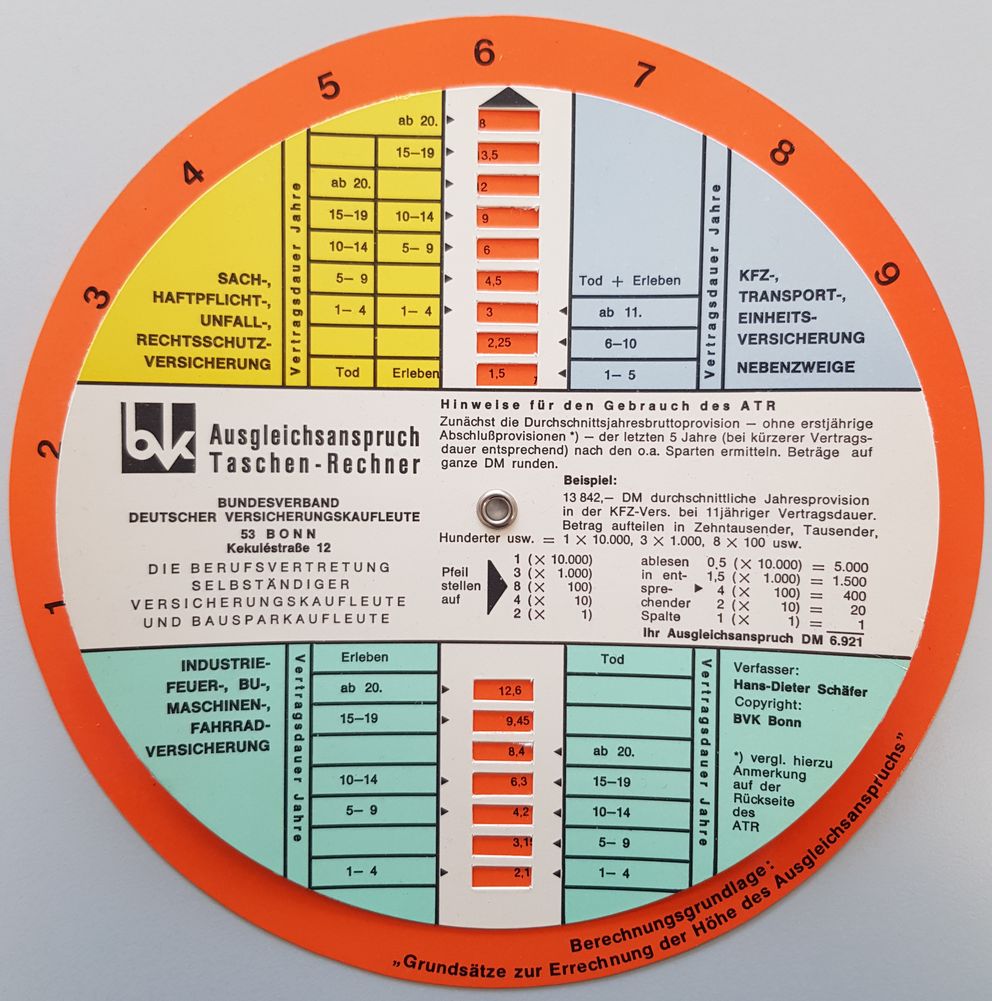 1
2
3
4
5
6
7
8
9
SACH-,
HAFTPFLICHT-,
UNFALL-,
RECHTSSCHUTZ-
VERSICHERUNG
Vertragsdauer Jahre
ab 20.
15—19
ab 20.
15—19 10—14
10—14 5— 9
5— 9
1— 4 1— 4
Tod Erleben
8
3,5
2
9
6
4,5
3
2,25
1,5
Tod + Erleben
ab 11.
6—10
1— 5
Vertragsdauer Jahre
KFZ-,
TRANSPORT-,
EINHEITS-
VERSICHERUNG
NEBENZWEIGE
bvk
Ausgleichsanspruch
Taschen-Rechner
BUNDESVERBAND
DEUTSCHER VERSICHERUNGSKAUFLEUTE
53 BONN
Kekuléstraße 12
DIE BERUFSVERTRETUNG
SELBSTÄNDIGER
VERSICHERUNGSKAUFLEUTE
UND BAUSPARKAUFLEUTE
Hinweise für den Gebrauch des ATR
Zunächst die Durchschnittsjahresbruttoprovision — ohne erstjährige
Abschlußprovisionen *) — der letzten 5 Jahre (bei kürzerer Vertrags-
dauer entsprechend) nach den o.a. Sparten ermitteln. Beträge auf
ganze DM runden.
Beispiel:
13 842,— DM durchschnittliche Jahresprovision
in der KFZ-Vers. bei 11jähriger Vertragsdauer.
Betrag aufteilen in Zehntausender, Tausender,
Hunderter usw. = 1 X 10.000, 3 X 1.000, 8 X 100 usw.
Pfeil
stellen
auf
1 (X 10.000)
3 (X 1.000)
8 (X 100)
4 (X 10)
2 (X 1)
ablesen 0,5 (X 10.000) = 5.000
in ent- 1,5 (X 1.000) = 1.500
spre- 4 (X 100) = 400
chender 2 (X 10) = 20
Spalte 1 (X 1) = 1
Ihr Ausgleichsanspruch DM 6.921
INDUSTRIE-
FEUER-, BU-,
MASCHINEN-,
FAHRRAD-
VERSICHERUNG
Vertragsdauer Jahre
Erleben
ab 20.
15—19
10—14
5— 9
1— 4
12,6
9,45
8,4
6,3
4,2
3,1
2,1
Tod
ab 20.
15—19
10—14
5— 9
1— 4
Vertragsdauer Jahre
Verfasser:
Hans-Dieter Schäfer
Copyright:
BVK Bonn
*) vergl. hierzu
Anmerkung
auf der
Rückseite
des
ATR
Berechnungsgrundlage:
„Grundsätze zur Errechnung der Höhe des Ausgleichsanspruchs”